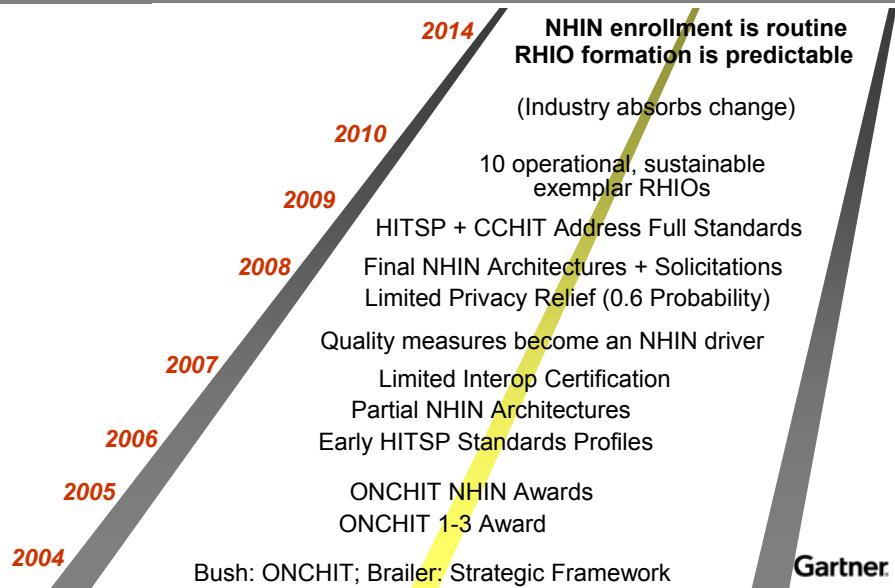 2014
NHIN enrollment is routine
RHIO formation is predictable
(Industry absorbs change)
2010
10 operational, sustainable
exemplar RHIOs
2009
HITSP + CCHIT Address Full Standards
2008
Final NHIN Architectures + Solicitations
Limited Privacy Relief (0.6 Probability)
Quality measures become an NHIN driver
2007
Limited Interop Certification
Partial NHIN Architectures
2006
Early HITSP Standards Profiles
2005
ONCHIT NHIN Awards
ONCHIT 1-3 Award
2004
Bush: ONCHIT; Brailer: Strategic Framework
Gartner